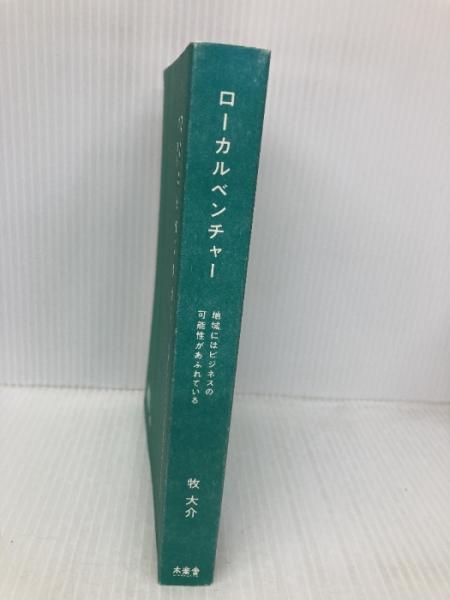 ローカルベンチャー
地域にはビジネスの
可能性があふれている
牧 大介
木楽舎